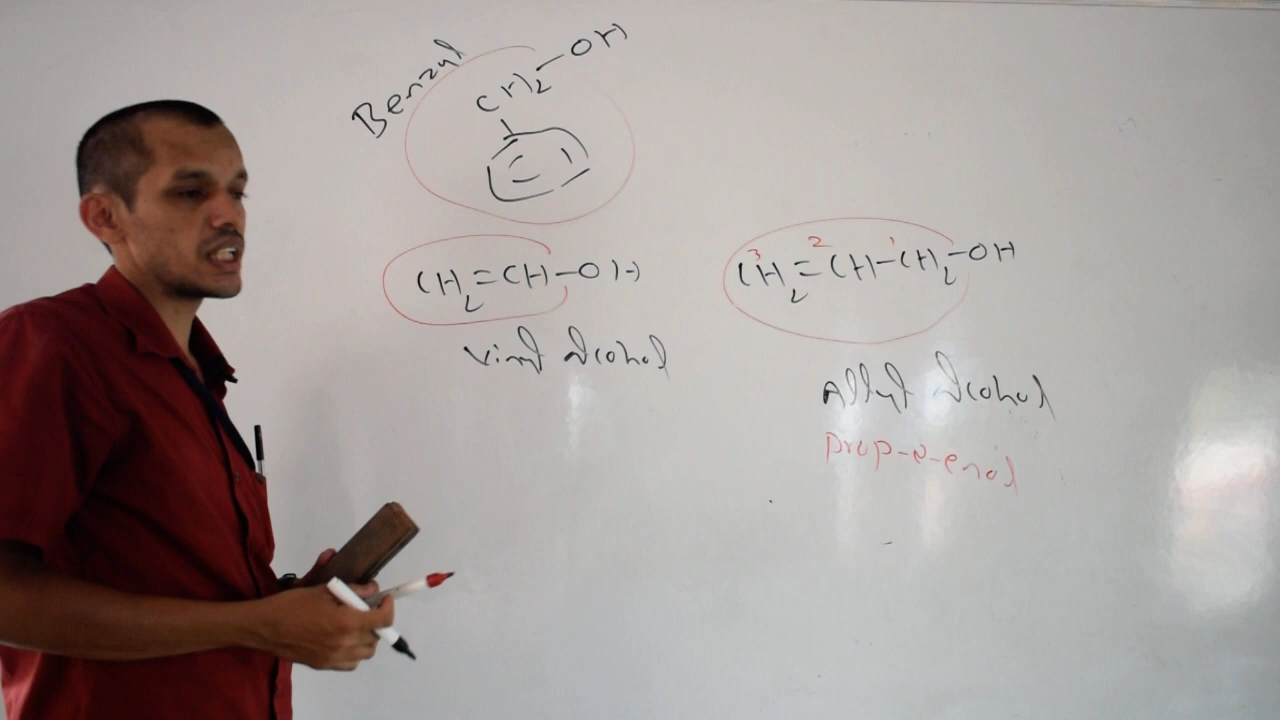 Benzyl
CH2-OH
CH2=CH-OH
3 2 1
CH2=CH-CH2-OH
Vinyl alcohol
Allyl alcohol
prop-2-enol